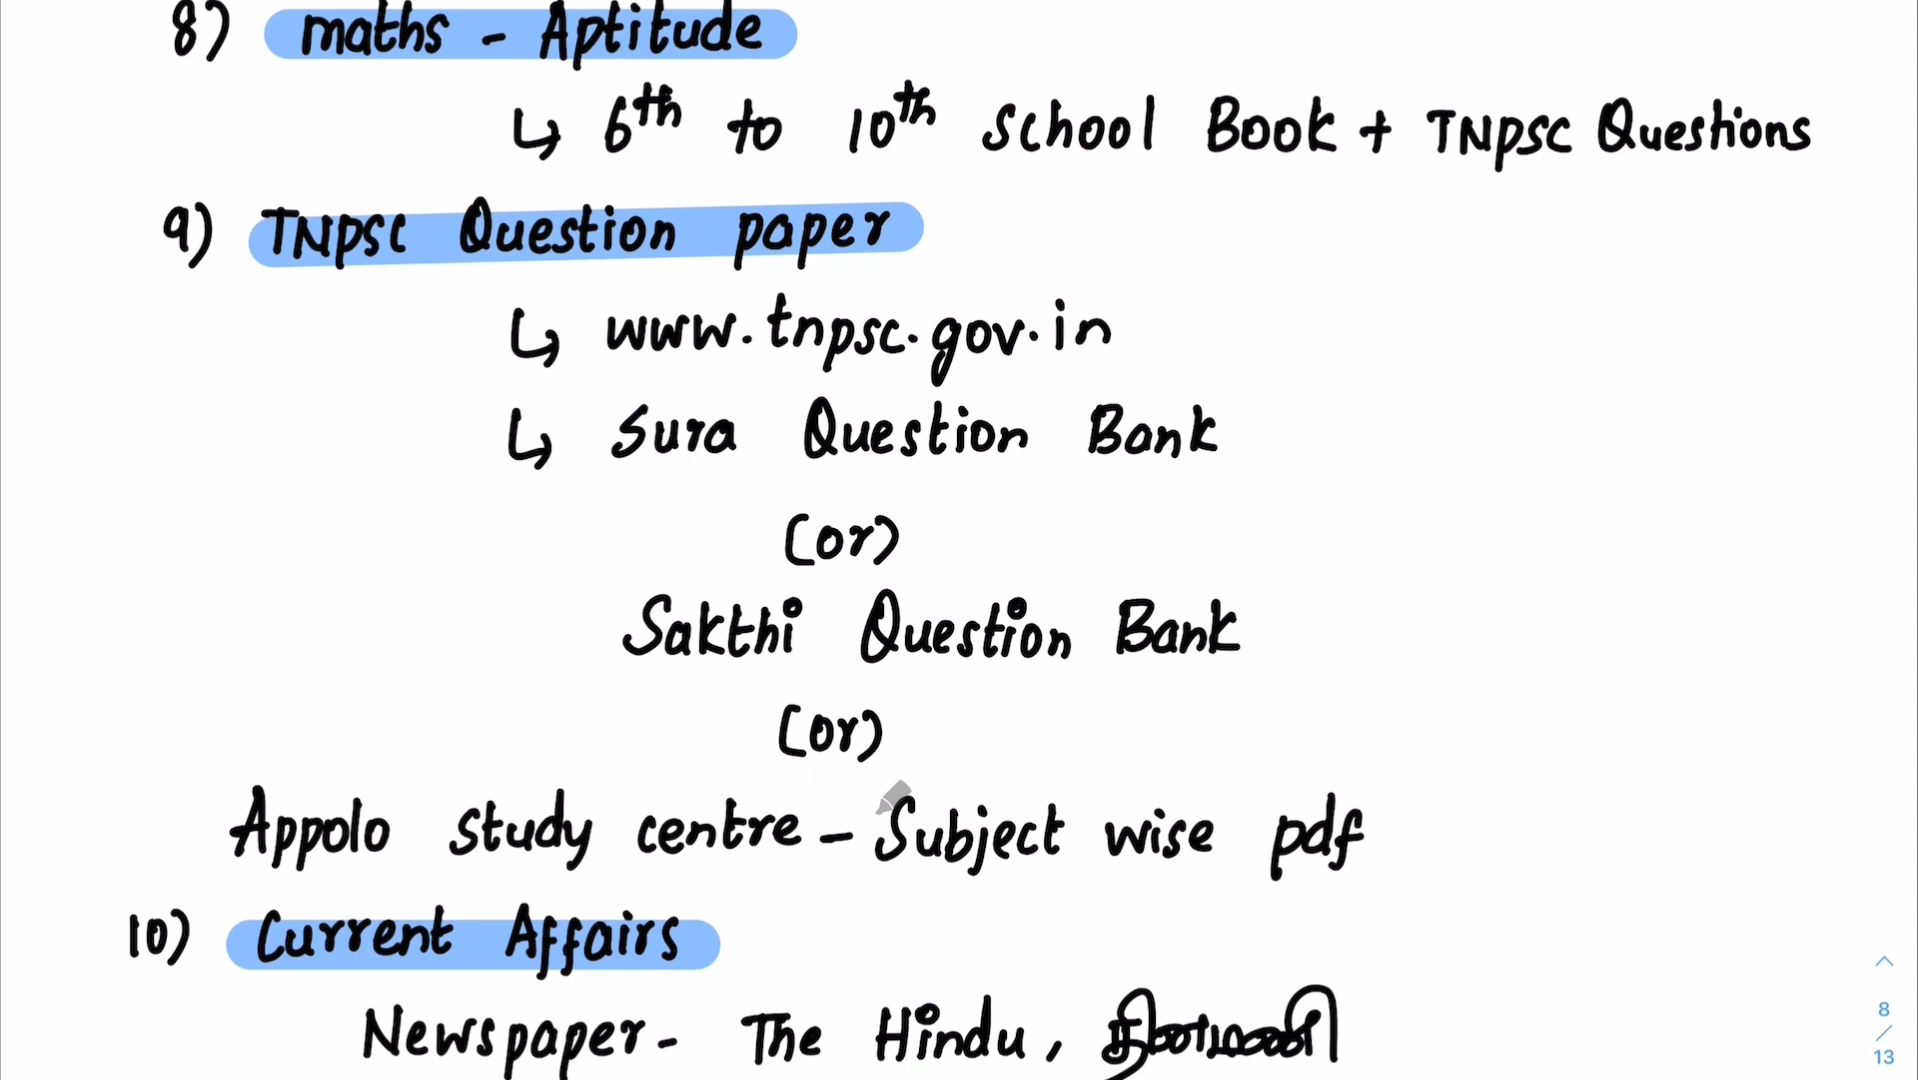 8) maths - Aptitude
↳ 6th to 10th school Book + TNPSC Questions
9) TNPSC Question paper
↳ www.tnpsc.gov.in
↳ Sura Question Bank
(or)
Sakthi Question Bank
(or)
Appolo study centre - Subject wise pdf
10) Current Affairs
Newspaper - The Hindu, தினமணி
8
/
13